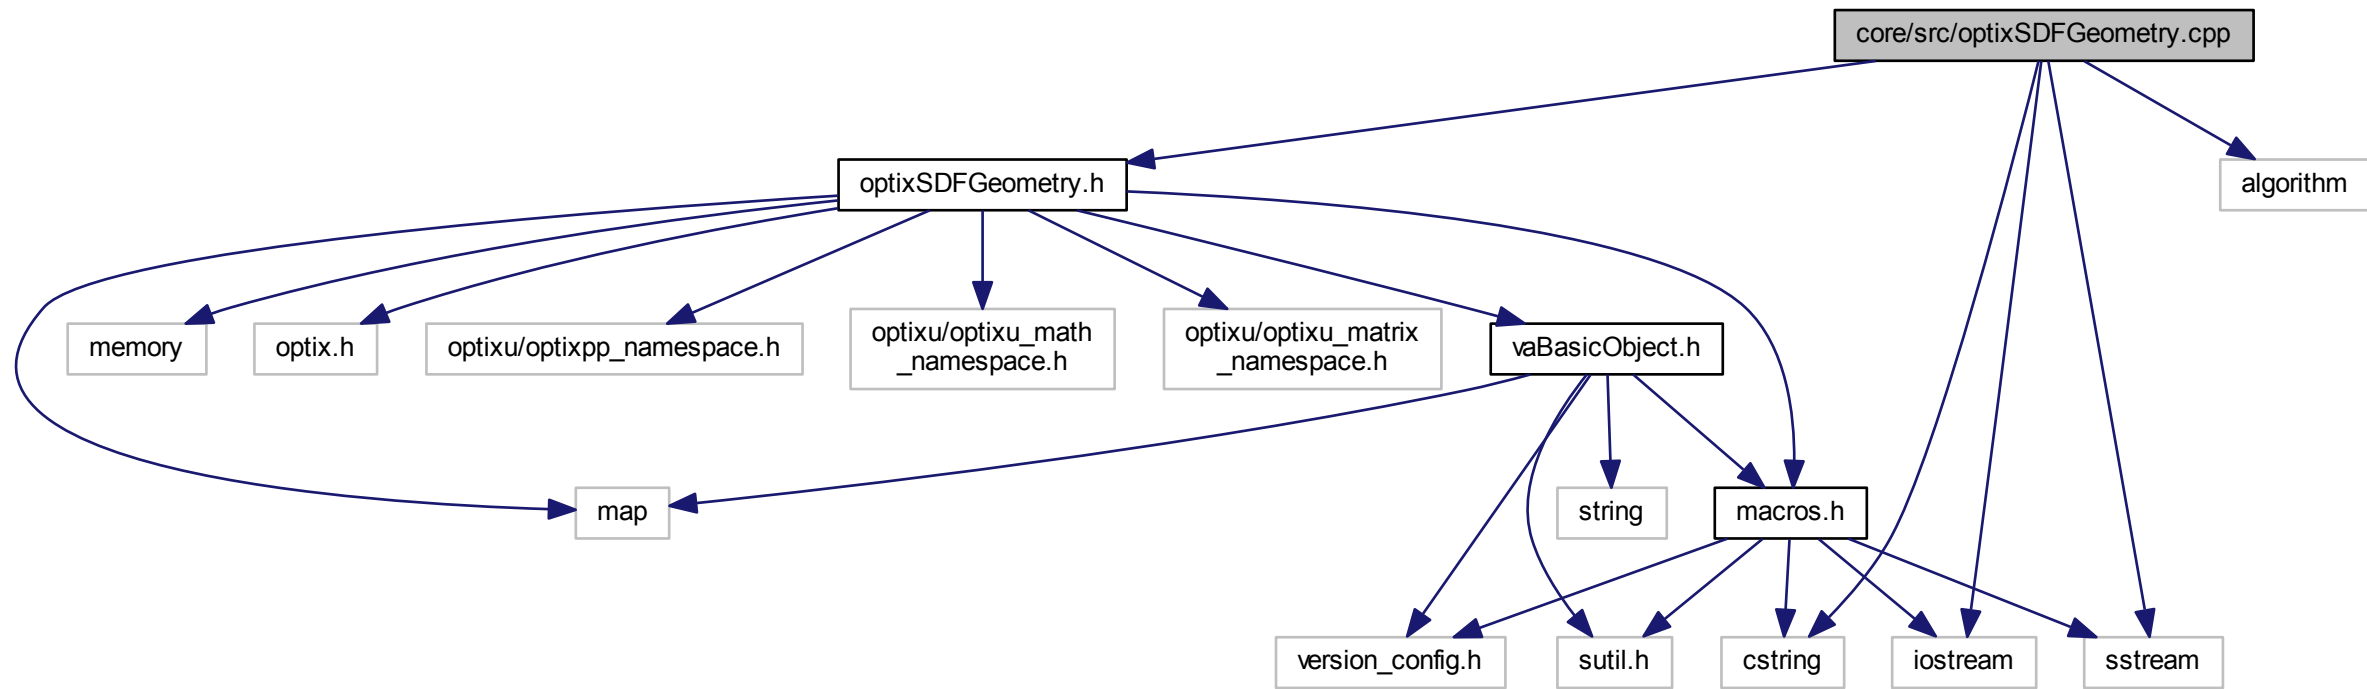 core/src/optixSDFGeometry.cpp
optixSDFGeometry.h
algorithm
memory
optix.h
optixu/optixpp_namespace.h
optixu/optixu_math
_namespace.h
optixu/optixu_matrix
_namespace.h
vaBasicObject.h
map
string
macros.h
version_config.h
sutil.h
cstring
iostream
sstream